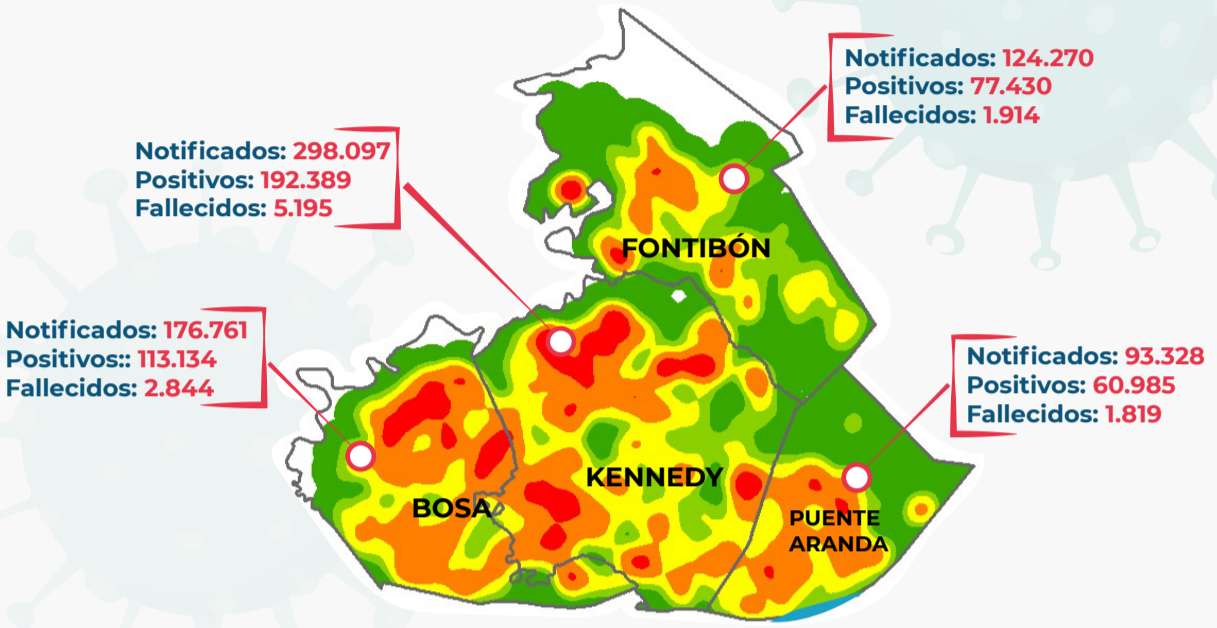 Notificados: 124.270
Positivos: 77.430
Fallecidos: 1.914
Notificados: 298.097
Positivos: 192.389
Fallecidos: 5.195
FONTIBÓN
Notificados: 176.761
Positivos:: 113.134
Fallecidos: 2.844
Notificados: 93.328
Positivos: 60.985
Fallecidos: 1.819
KENNEDY
BOSA
PUENTE
ARANDA